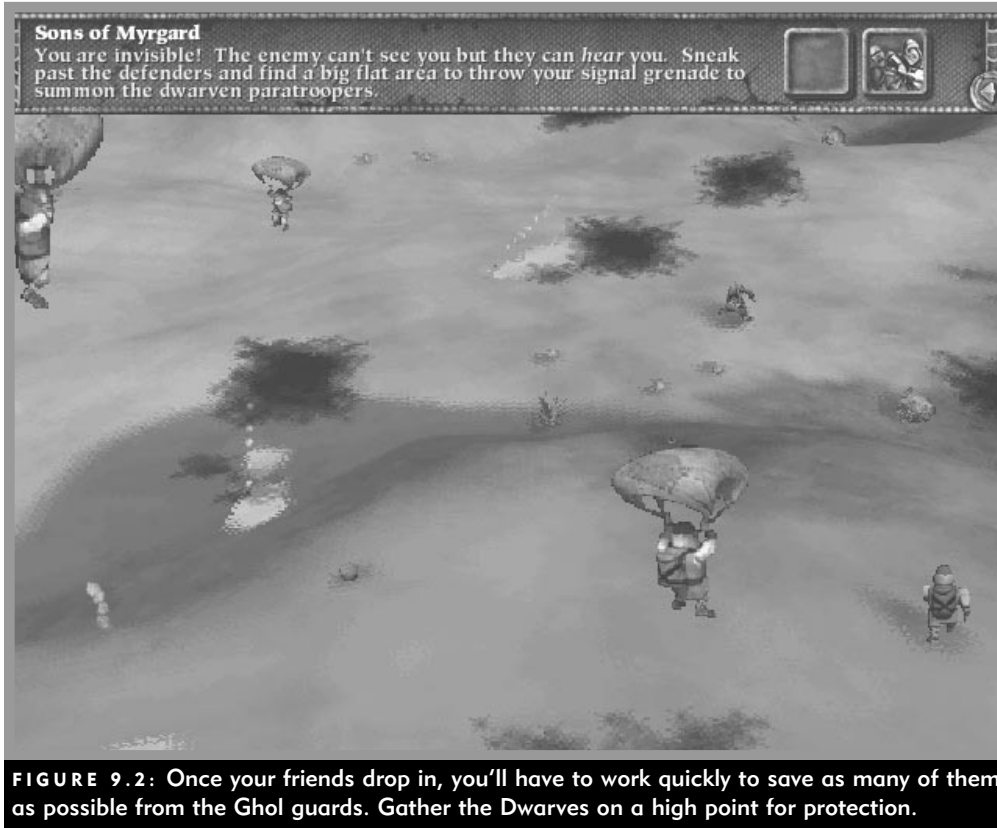 Sons of Myrgard
You are invisible! The enemy can't see you but they can hear you. Sneak
past the defenders and find a big flat area to throw your signal grenade to
summon the dwarven paratroopers.
FIGURE 9.2: Once your friends drop in, you'll have to work quickly to save as many of them
as possible from the Ghol guards. Gather the Dwarves on a high point for protection.